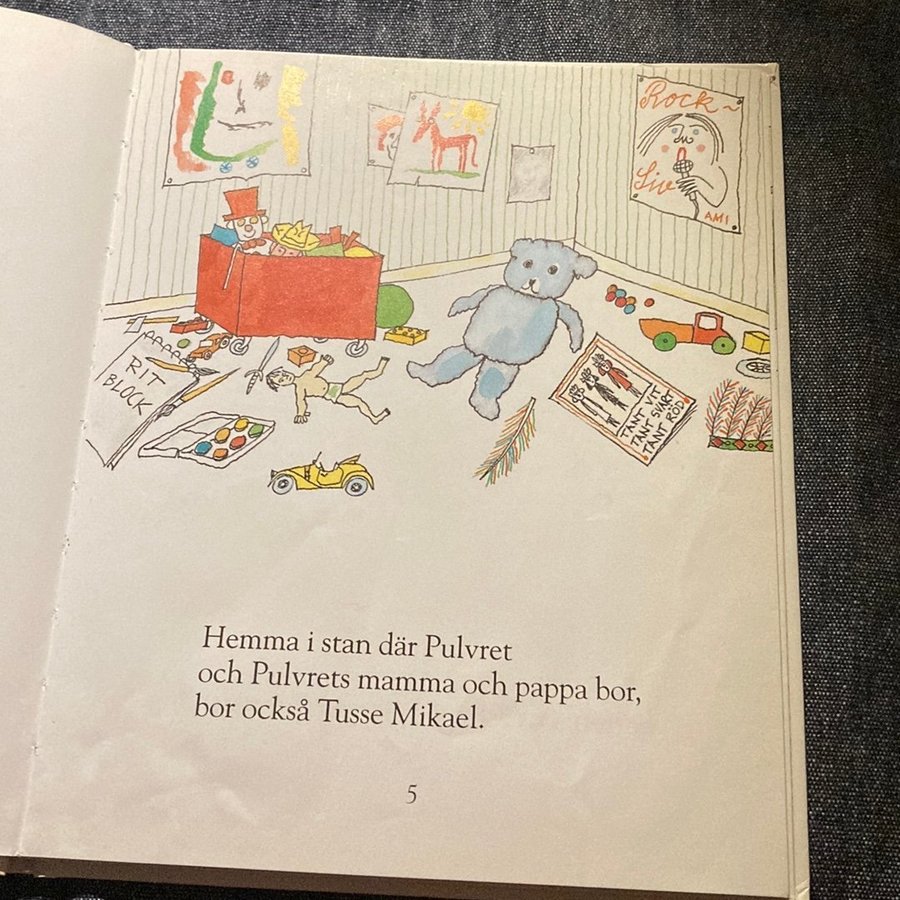 Rock~
Live
AMI
RIT
BLOCK
TANT VIT
TANT SVART
TANT RÖD
Hemma i stan där Pulvret
och Pulvrets mamma och pappa bor,
bor också Tusse Mikael.
5